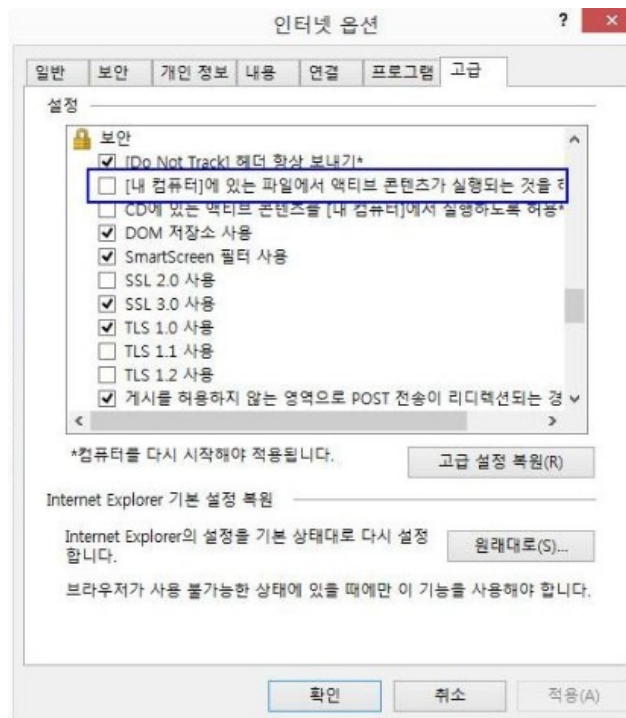 인터넷 옵션
일반 보안 개인 정보 내용 연결 프로그램 고급
설정
보안
[Do Not Track] 헤더 항상 보내기*
[내 컴퓨터]에 있는 파일에서 액티브 콘텐츠가 실행되는 것을
CD에 있는 액티브 콘텐츠를 [내 컴퓨터]에서 실행하도록 허용*
DOM 저장소 사용
SmartScreen 필터 사용
SSL 2.0 사용
SSL 3.0 사용
TLS 1.0 사용
TLS 1.1 사용
TLS 1.2 사용
게시를 허용하지 않는 영역으로 POST 전송이 리디렉션되는 경
*컴퓨터를 다시 시작해야 적용됩니다.
고급 설정 복원(R)
Internet Explorer 기본 설정 복원
Internet Explorer의 설정을 기본 상태대로 다시 설정
합니다.
원래대로(S)...
브라우저가 사용 불가능한 상태에 있을 때에만 이 기능을 사용해야 합니다.
확인 취소 적용(A)